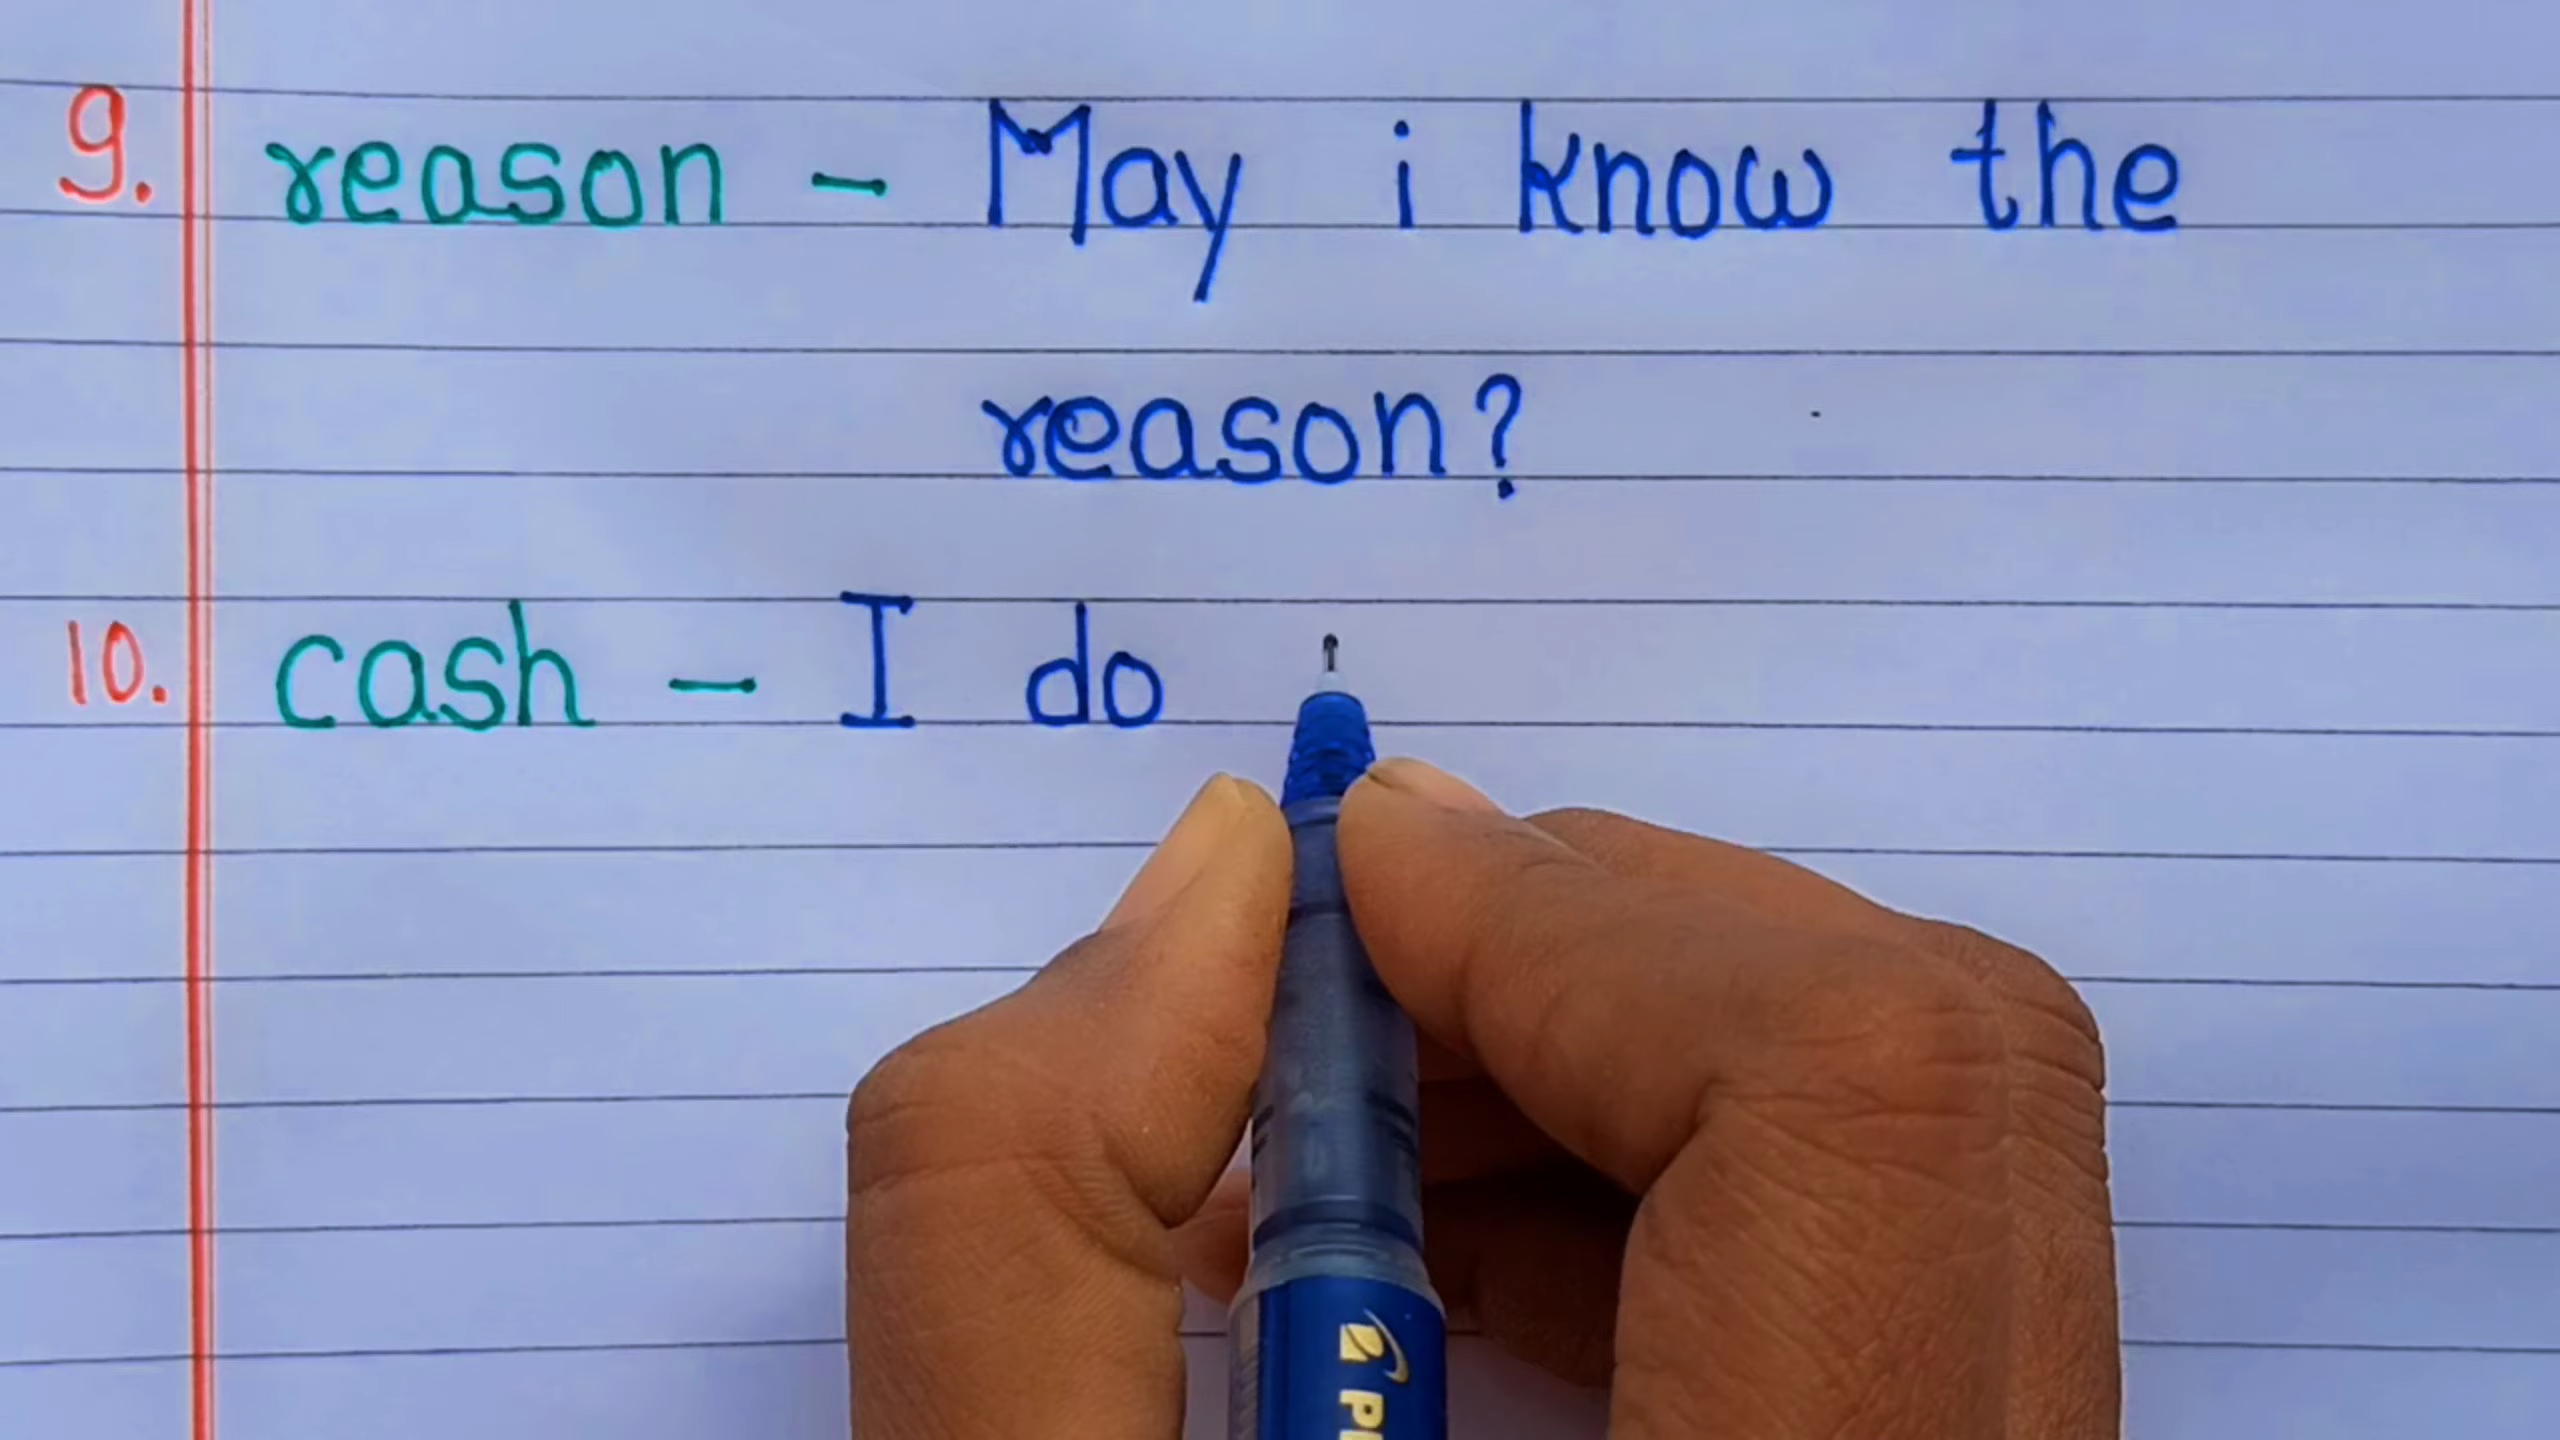 9. reason - May i know the
reason?
10. cash - I do